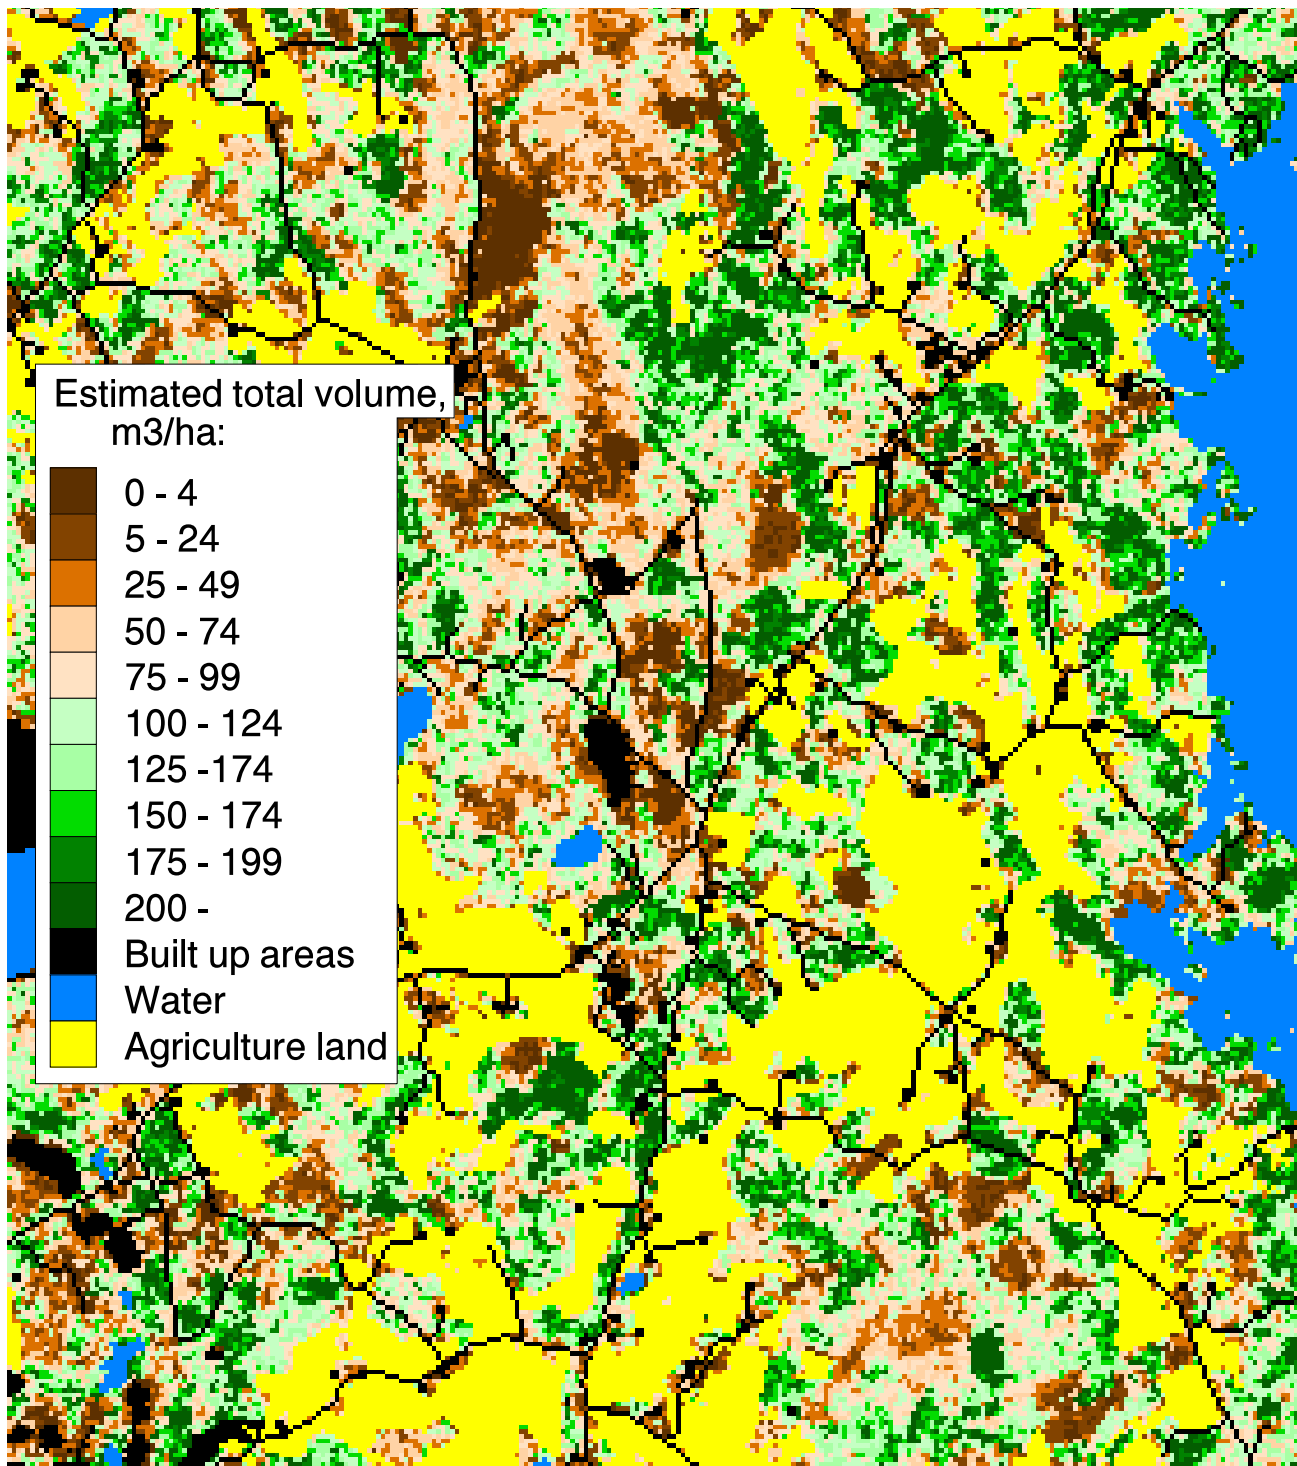 Estimated total volume,
m3/ha:
0 - 4
5 - 24
25 - 49
50 - 74
75 - 99
100 - 124
125 -174
150 - 174
175 - 199
200 -
Built up areas
Water
Agriculture land